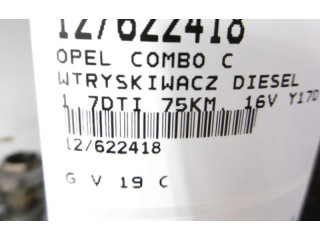 12/622418
OPEL COMBO C
WTRYSKIWACZ DIESEL
1.7DTI 75KM, 16V Y17D
12/622418
G V 19 C